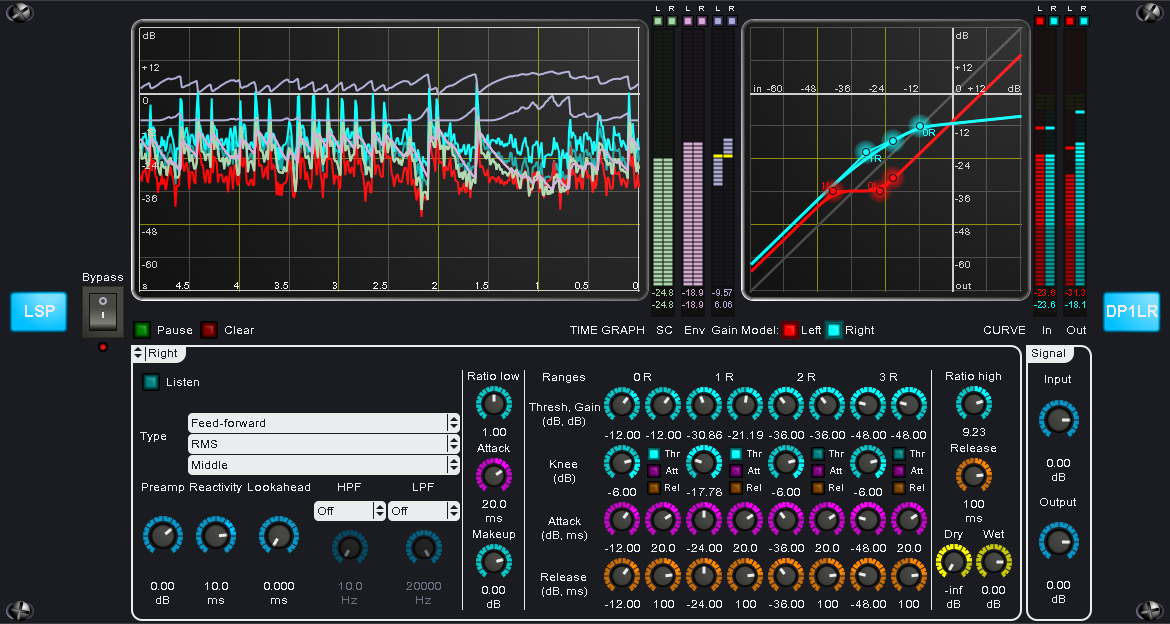 L R L R L R
L R L R
dB
+12
0
-12
-24
-36
-48
-60
s 4.5 4 3.5 3 2.5 2 1.5 1 0.5 0
-24.8 -18.9 -9.57
-24.8 -18.9 6.06
dB
+12
in -60 -48 -36 -24 -12 0 +12 dB
-12
-24
-36
-48
-60
out
0R
1R
-23.6 -31.3
-23.6 -18.1
Bypass
LSP
DP1LR
Pause Clear
TIME GRAPH SC Env Gain Model: Left Right
CURVE In Out
Right
Listen
Type
Feed-forward
RMS
Middle
Preamp Reactivity Lookahead HPF LPF
Off Off
0.00 10.0 0.000 10.0 20000
dB ms ms Hz Hz
Ratio low
1.00
Attack
20.0
ms
Makeup
0.00
dB
Ranges 0 R 1 R 2 R 3 R
Thresh, Gain
(dB, dB)
-12.00 -12.00 -30.86 -21.19 -36.00 -36.00 -48.00 -48.00
Knee
(dB)
Thr Thr Thr Thr
Att Att Att Att
Rel Rel Rel Rel
-6.00 -17.78 -6.00 -6.00
Attack
(dB, ms)
-12.00 20.0 -24.00 20.0 -36.00 20.0 -48.00 20.0
Release
(dB, ms)
-12.00 100 -24.00 100 -36.00 100 -48.00 100
Ratio high
9.23
Release
100
ms
Dry Wet
-inf 0.00
dB dB
Signal
Input
0.00
dB
Output
0.00
dB